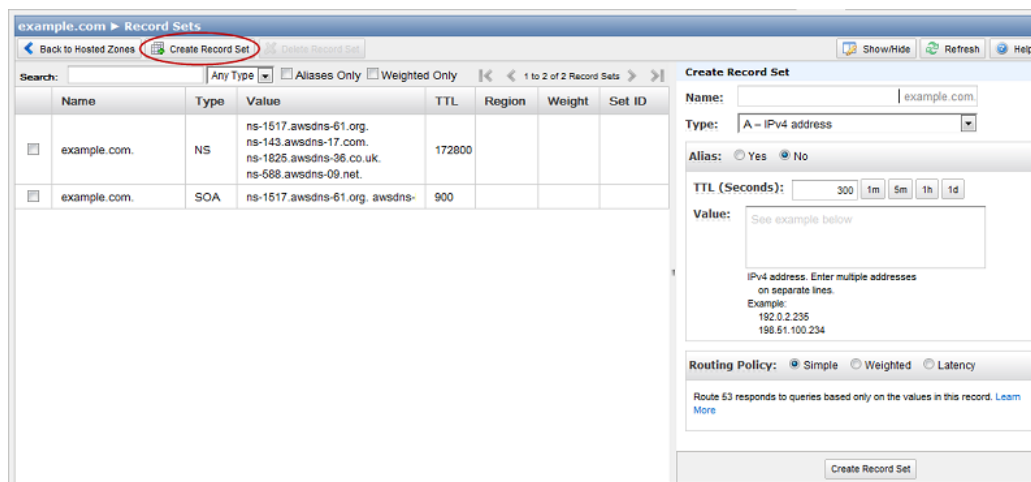 example.com ► Record Sets
Back to Hosted Zones Create Record Set Delete Record Set Show/Hide Refresh Help
Search: Any Type Aliases Only Weighted Only 1 to 2 of 2 Record Sets
Name Type Value TTL Region Weight Set ID
example.com. NS ns-1517.awsdns-61.org. 172800
ns-143.awsdns-17.com.
ns-1825.awsdns-36.co.uk.
ns-588.awsdns-09.net.
example.com. SOA ns-1517.awsdns-61.org. awsdns- 900
Create Record Set
Name: example.com.
Type: A – IPv4 address
Alias: Yes No
TTL (Seconds): 300 1m 5m 1h 1d
Value: See example below
IPv4 address. Enter multiple addresses
on separate lines.
Example:
192.0.2.235
198.51.100.234
Routing Policy: Simple Weighted Latency
Route 53 responds to queries based only on the values in this record. Learn
More
Create Record Set